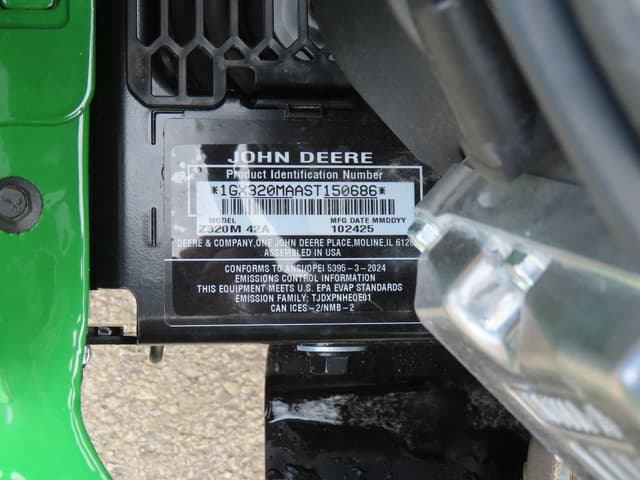 JOHN DEERE
Product Identification Number
*1GX320MAAST150686*
MODEL MFG DATE MMDDYY
Z320M 42A 102425
DEERE & COMPANY, ONE JOHN DEERE PLACE, MOLINE, IL 6126
ASSEMBLED IN USA
CONFORMS TO ANSI/OPEI 5395-3-2024
EMISSIONS CONTROL INFORMATION
THIS EQUIPMENT MEETS U.S. EPA EVAP STANDARDS
EMISSION FAMILY: TJDXPNHEQE01
CAN ICES-2/NMB-2